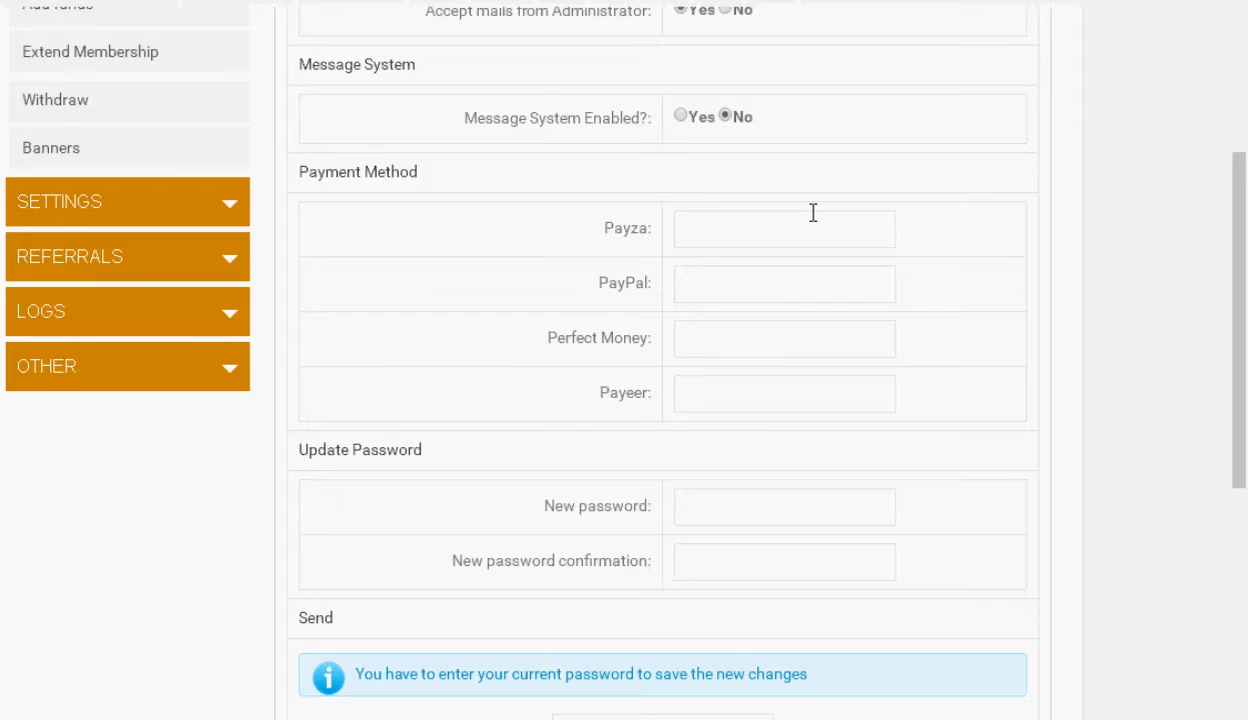 Add funds
Extend Membership
Withdraw
Banners
SETTINGS
REFERRALS
LOGS
OTHER
Accept mails from Administrator: Yes No
Message System
Message System Enabled?: Yes No
Payment Method
Payza:
PayPal:
Perfect Money:
Payeer:
Update Password
New password:
New password confirmation:
Send
You have to enter your current password to save the new changes